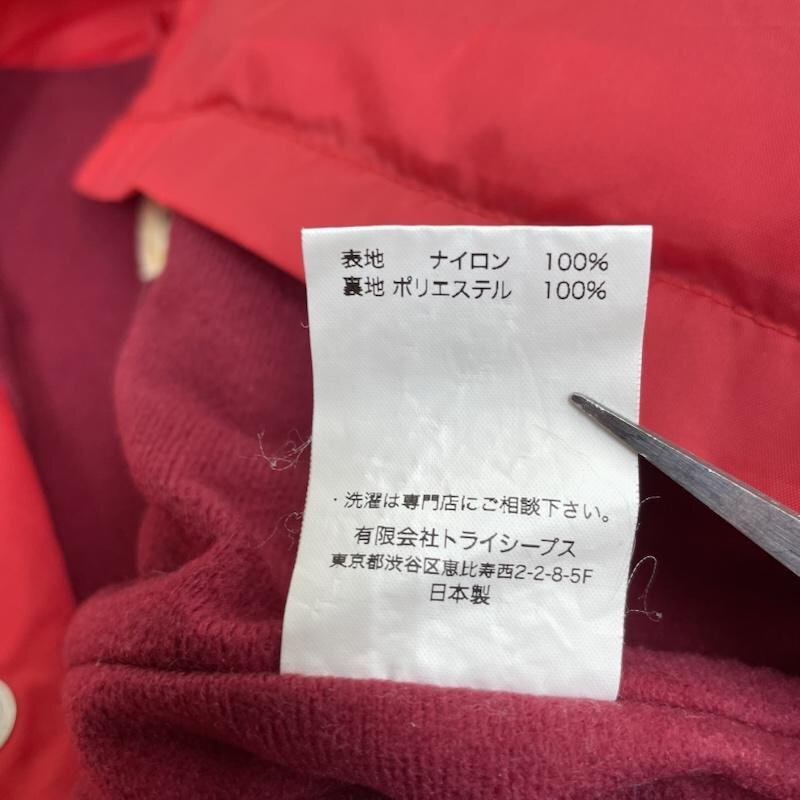 表地 ナイロン 100%
裏地 ポリエステル 100%
・洗濯は専門店にご相談下さい。
有限会社トライシープス
東京都渋谷区恵比寿西2-2-8-5F
日本製